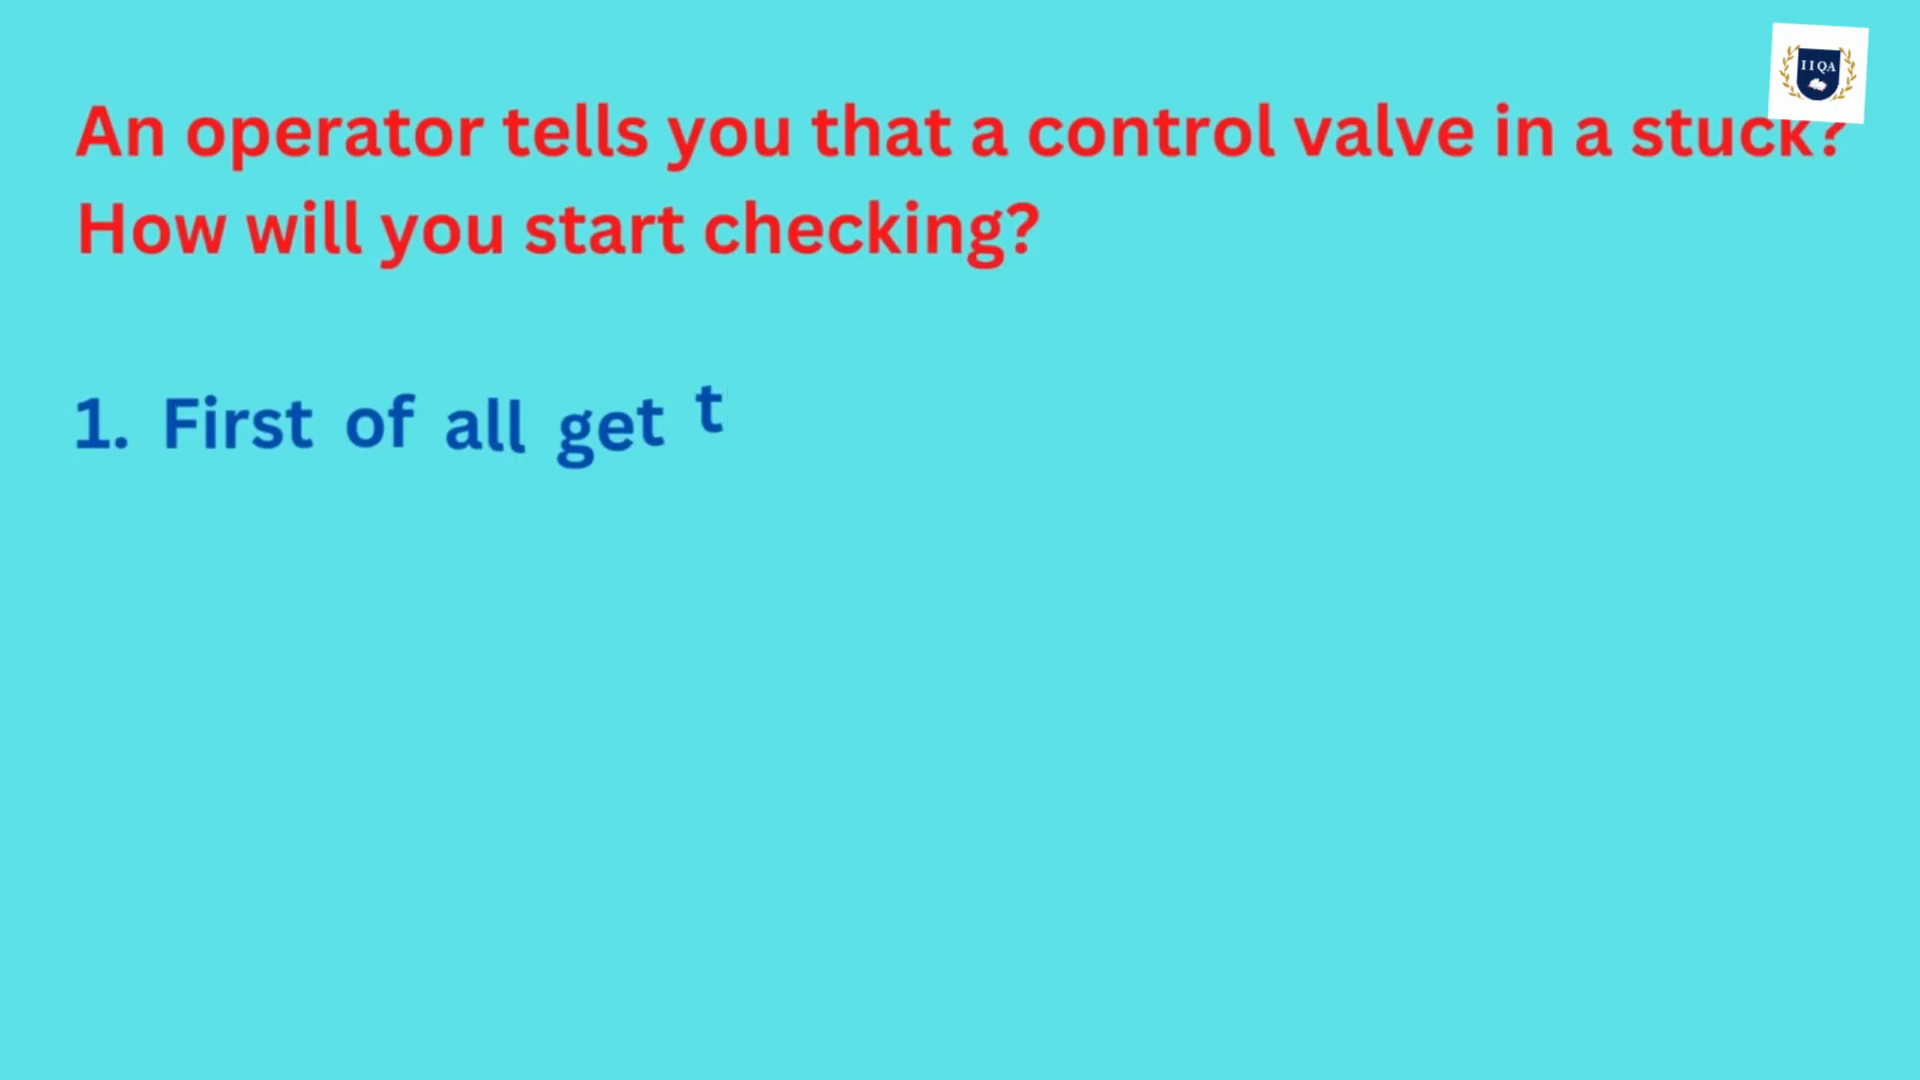 IIQA
An operator tells you that a control valve in a stuck?
How will you start checking?
1. First of all get t